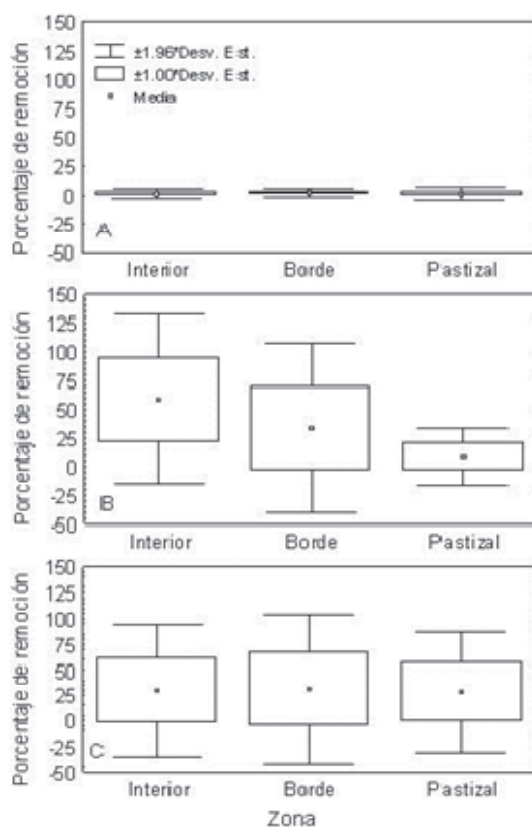 150
125
100
75
50
25
0
-25
-50
Porcentaje de remoción
±1.96*Desv. Est.
±1.00*Desv. Est.
Media
A
Interior Borde Pastizal
150
125
100
75
50
25
0
-25
-50
Porcentaje de remoción
B
Interior Borde Pastizal
150
125
100
75
50
25
0
-25
-50
Porcentaje de remoción
C
Interior Borde Pastizal
Zona